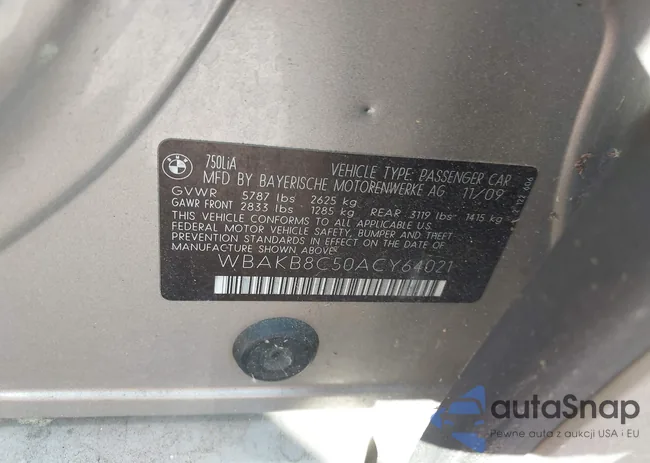 BMW
750LiA
VEHICLE TYPE: PASSENGER CAR
MFD BY BAYERISCHE MOTORENWERKE AG 11/09
GVWR 5787 lbs 2625 kg
GAWR FRONT 2833 lbs 1285 kg REAR 3119 lbs 1415 kg
THIS VEHICLE CONFORMS TO ALL APPLICABLE U.S.
FEDERAL MOTOR VEHICLE SAFETY, BUMPER, AND THEFT
PREVENTION STANDARDS IN EFFECT ON THE DATE OF
MANUFACTURE SHOWN ABOVE.
WBAKB8C50ACY64021
autoSnap
Pewne auta z aukcji USA i EU